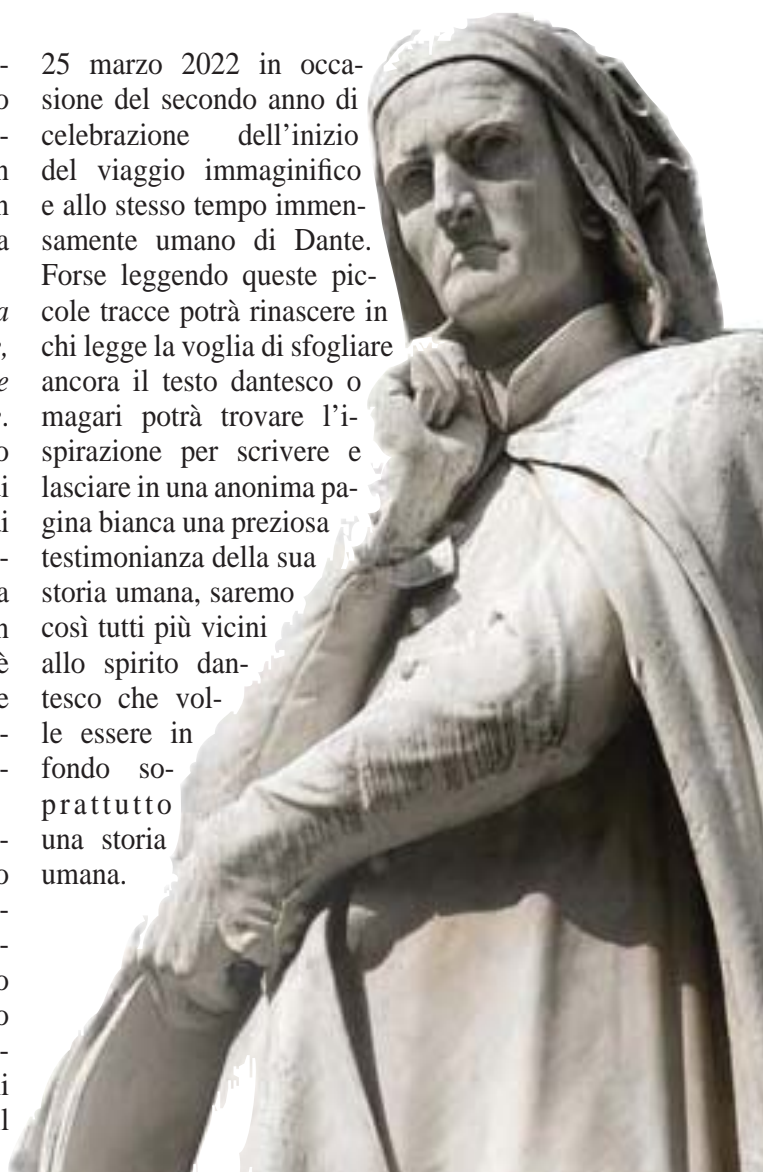 25 marzo 2022 in occa-
sione del secondo anno di
celebrazione dell'inizio
del viaggio immaginifico
e allo stesso tempo immen-
samente umano di Dante.
Forse leggendo queste pic-
cole tracce potrà rinascere in
chi legge la voglia di sfogliare
ancora il testo dantesco o
magari potrà trovare l'i-
spirazione per scrivere e
lasciare in una anonima pa-
gina bianca una preziosa
testimonianza della sua
storia umana, saremo
così tutti più vicini
allo spirito dan-
tesco che vol-
le essere in
fondo so-
prattutto
una storia
umana.